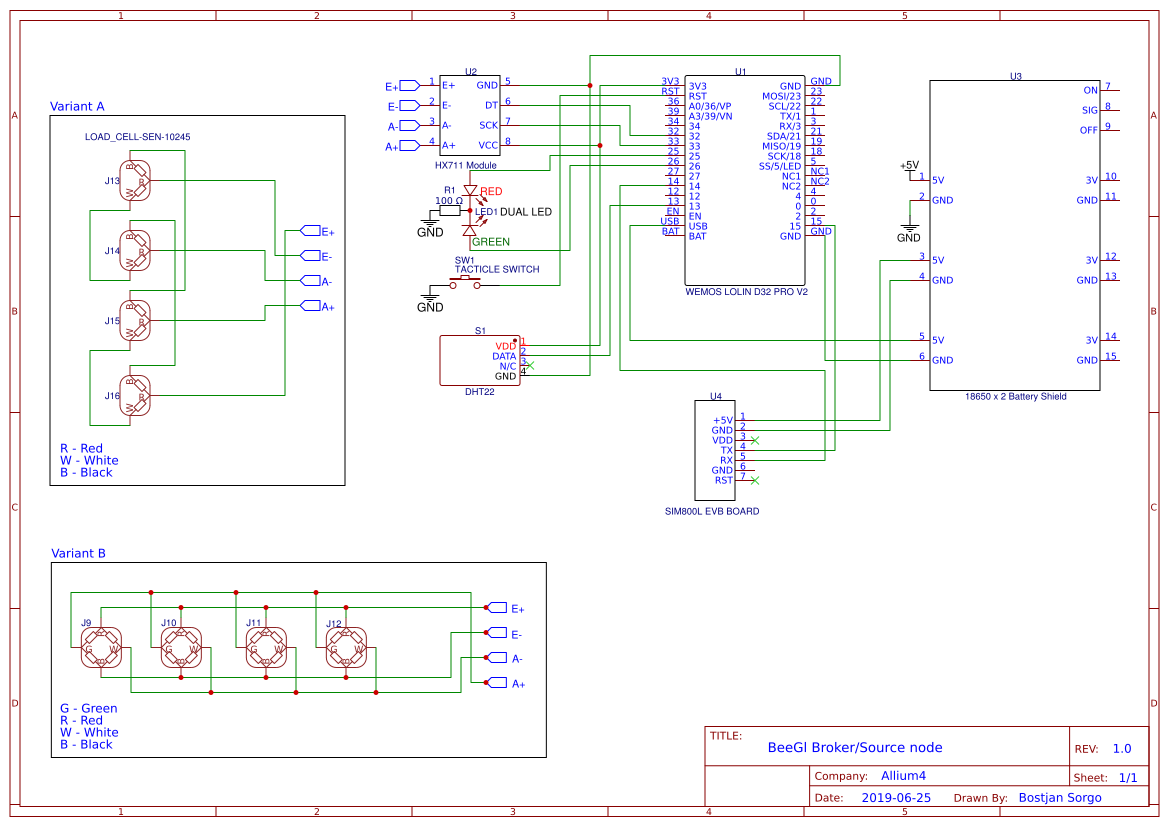 1 2 3 4 5
A
B
C
D
Variant A
LOAD_CELL-SEN-10245
J13 B R W
J14 B R W
J15 B R W
J16 B R W
E+
E-
A-
A+
R - Red
W - White
B - Black
U2
E+ 1 E+ GND 5
E- 2 E- DT 6
A- 3 A- SCK 7
A+ 4 A+ VCC 8
HX711 Module
R1
100 Ω
RED
LED1 DUAL LED
GREEN
GND
SW1
TACTICLE SWITCH
GND
S1
VDD 1
DATA 2
N/C 3
GND 4
DHT22
U1
3V3 3V3 GND GND
RST RST MOSI/23 23
36 A0/36/VP SCL/22 22
39 A3/39/VN TX/1 1
34 34 RX/3 3
32 32 SDA/21 21
33 33 MISO/19 19
25 25 SCK/18 18
26 26 SS/5/LED 5
27 27 NC1 NC1
14 14 NC2 NC2
12 12 4 4
13 13 0 0
EN EN 2 2
USB USB 15 15
BAT BAT GND GND
WEMOS LOLIN D32 PRO V2
U3
ON 7
SIG 8
OFF 9
+5V
1 5V 3V 10
2 GND GND 11
GND
3 5V 3V 12
4 GND GND 13
5 5V 3V 14
6 GND GND 15
18650 x 2 Battery Shield
U4
+5V 1
GND 2
VDD 3
TX 4
RX 5
GND 6
RST 7
SIM800L EVB BOARD
Variant B
J9 J10 J11 J12
G R W B
G R W B
G R W B
G R W B
E+
E-
A-
A+
G - Green
R - Red
W - White
B - Black
TITLE:
BeeGI Broker/Source node
REV: 1.0
Company: Allium4
Sheet: 1/1
Date: 2019-06-25 Drawn By: Bostjan Sorgo
A
B
C
D
1 2 3 4 5